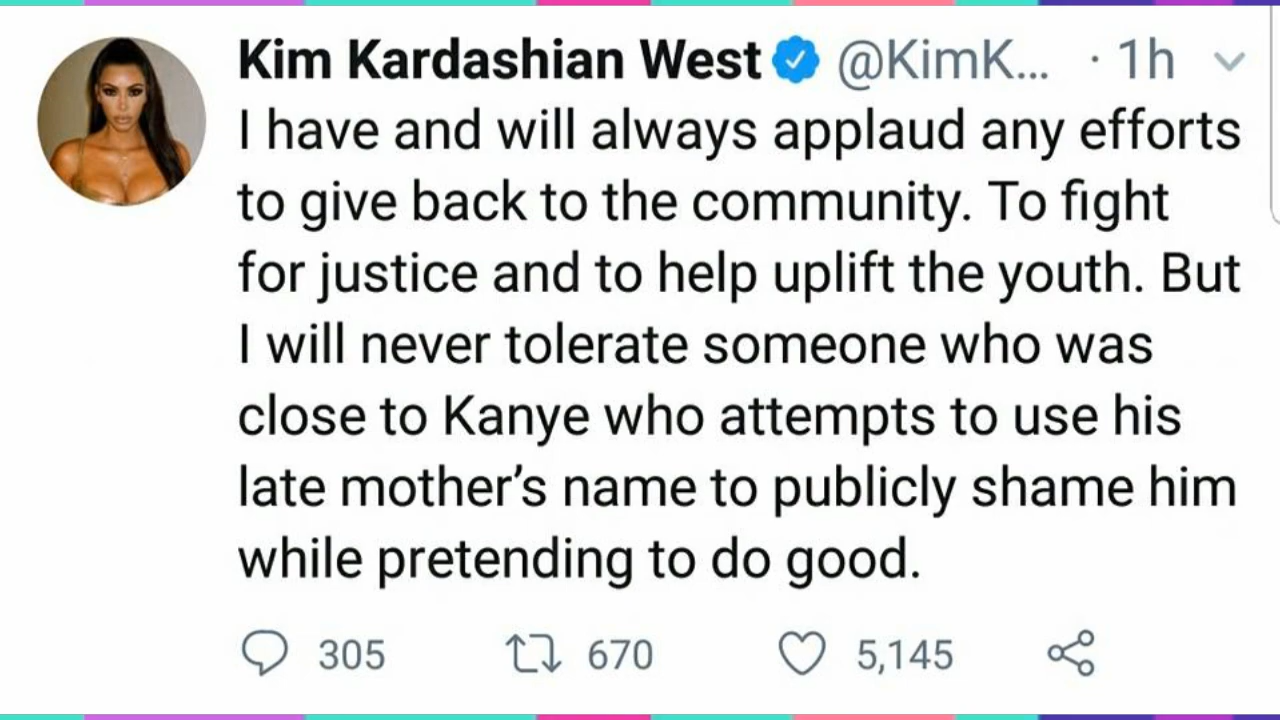 Kim Kardashian West @KimK... · 1h
I have and will always applaud any efforts
to give back to the community. To fight
for justice and to help uplift the youth. But
I will never tolerate someone who was
close to Kanye who attempts to use his
late mother’s name to publicly shame him
while pretending to do good.
305 670 5,145